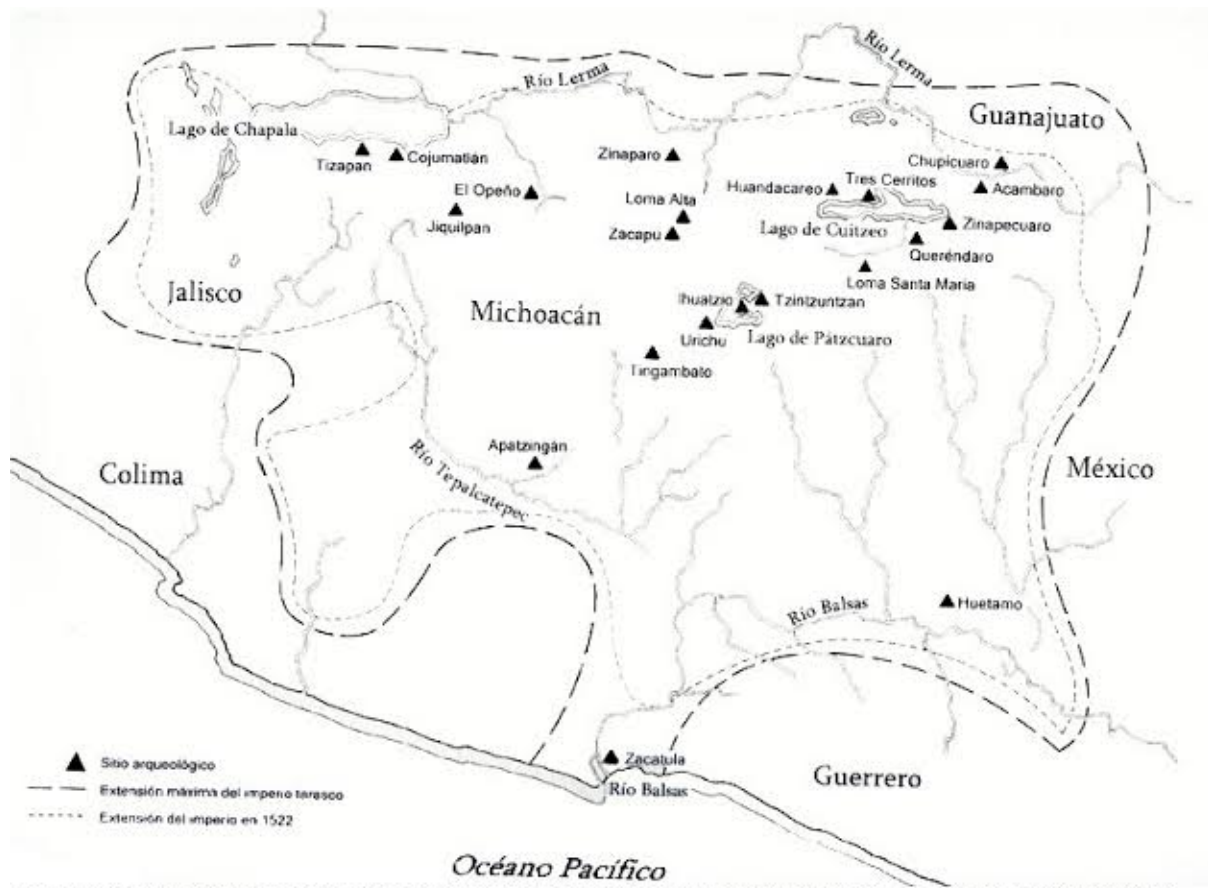 Río Lerma
Río Lerma
Guanajuato
Lago de Chapala
Tizapan
Cojumatlán
Zinaparo
Chupicuaro
El Opeño
Huandacareo
Tres Cerritos
Acambaro
Jiquilpan
Loma Alta
Zacapu
Lago de Cuitzeo
Zinapecuaro
Queréndaro
Loma Santa Maria
Jalisco
Michoacán
Ihuatzio
Tzintzuntzan
Urichu
Lago de Pátzcuaro
Tingambato
Apatzingán
Río Tepalcatepec
Colima
México
Río Balsas
Huetamo
Zacatula
Río Balsas
Guerrero
Sitio arqueológico
Extensión máxima del imperio tarasco
Extensión del imperio en 1522
Océano Pacífico